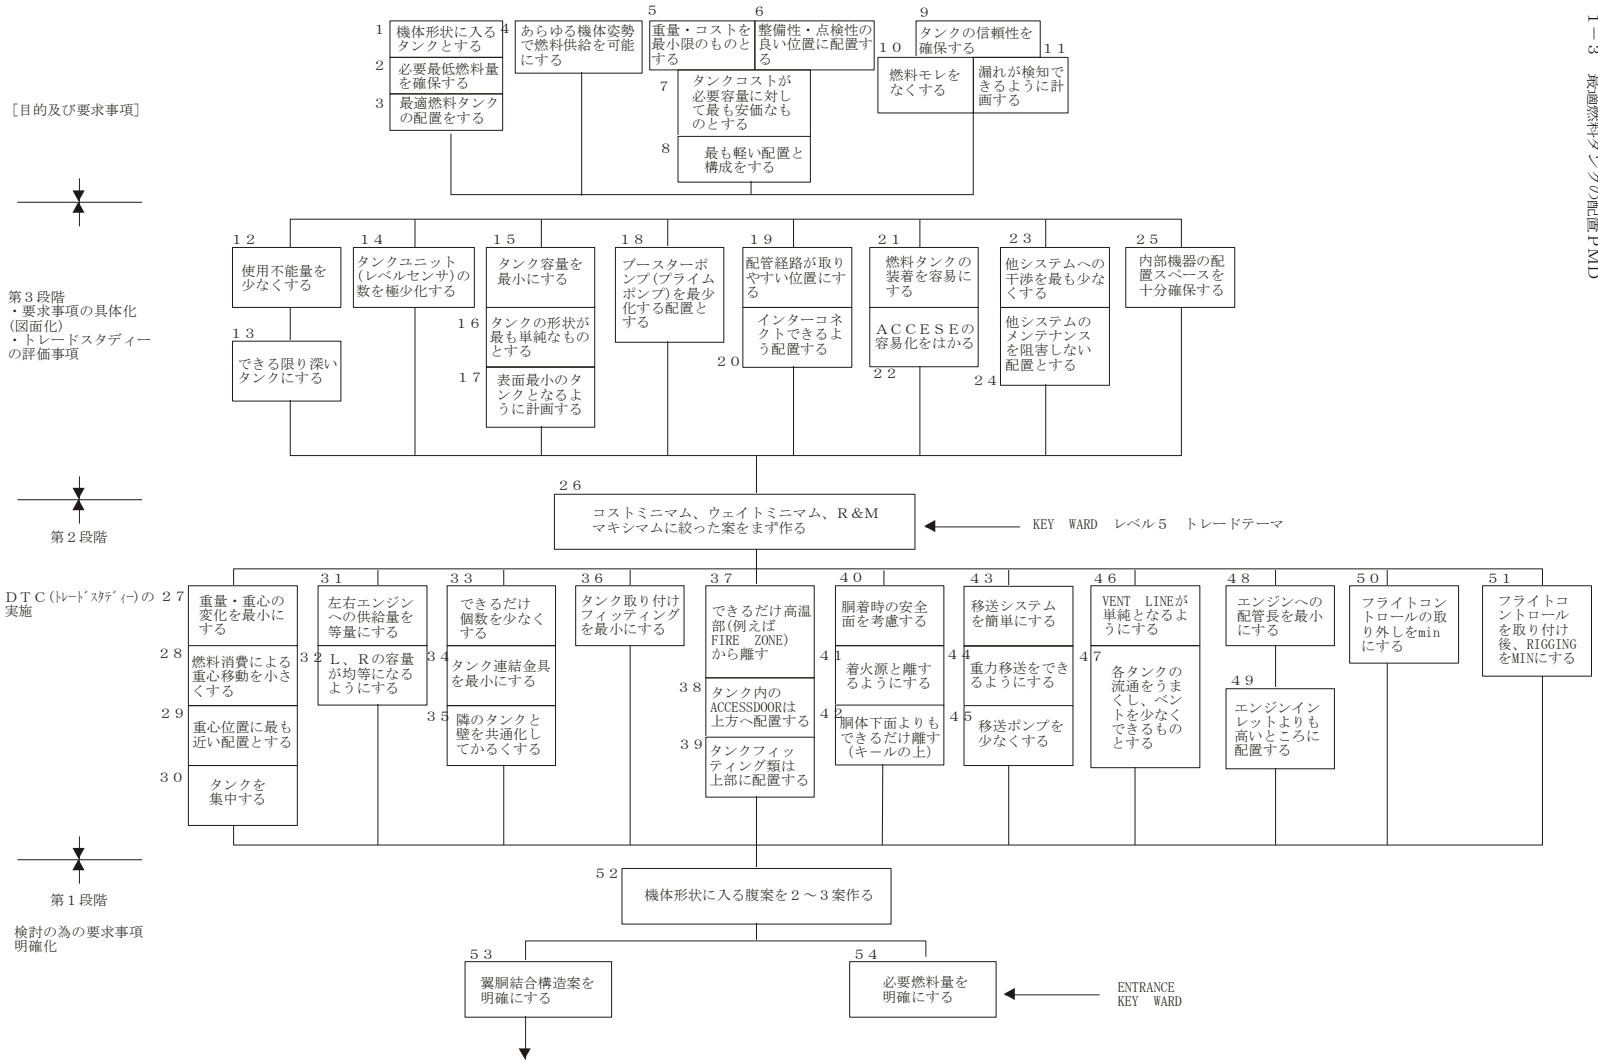 1－3　最適燃料タンクの配置PMD
[目的及び要求事項]
1
機体形状に入る
タンクとする
2
必要最低燃料量
を確保する
3
最適燃料タンク
の配置をする
4
あらゆる機体姿勢
で燃料供給を可能
にする
5
重量・コストを
最小限のものと
する
6
整備性・点検性の
良い位置に配置す
る
7
タンクコストが
必要容量に対し
て最も安価なも
のとする
8
最も軽い配置と
構成をする
9
タンクの信頼性を
確保する
10
燃料モレを
なくする
11
漏れが検知で
きるように計
画する
第3段階
・要求事項の具体化
(図面化)
・トレードスタディー
の評価事項
12
使用不能量を
少なくする
13
できる限り深い
タンクにする
14
タンクユニット
(レベルセンサ)の
数を極少化する
15
タンク容量を
最小にする
16
タンクの形状が
最も単純なもの
とする
17
表面最小のタ
ンクとなるよ
うに計画する
18
ブースターポ
ンプ(プライム
ポンプ)を最少
化する配置と
する
19
配管経路が取り
やすい位置にす
る
インターコネ
クトできるよ
う配置する
20
21
燃料タンクの
装着を容易に
する
ACCESEの
容易化をはかる
22
23
他システムへの
干渉を最も少な
くする
他システムの
メンテナンス
を阻害しない
配置とする
24
25
内部機器の配
置スペースを
十分確保する
第2段階
26
コストミニマム、ウェイトミニマム、R&M
マキシマムに絞った案をまず作る
KEY WARD レベル5 トレードテーマ
DTC(トレードスタディー)の
実施
27
重量・重心の
変化を最小に
する
28
燃料消費による
重心移動を小さ
くする
29
重心位置に最も
近い配置とする
30
タンクを
集中する
31
左右エンジン
への供給量を
等量にする
32
L、Rの容量
が均等になる
ようにする
33
できるだけ
個数を少なく
する
34
タンク連結金具
を最小にする
35
隣のタンクと
壁を共通化し
てかるくする
36
タンク取り付け
フィッティング
を最小にする
37
できるだけ高温
部(例えば
FIRE ZONE)
から離す
38
タンク内の
ACCESSDOORは
上方へ配置する
39
タンクフィッ
ティング類は
上部に配置する
40
胴着時の安全
面を考慮する
41
着火源と離す
るようにする
42
胴体下面よりも
できるだけ離す
(キールの上)
43
移送システム
を簡単にする
44
重力移送をでき
るようにする
45
移送ポンプを
少なくする
46
VENT LINEが
単純となるよ
うにする
47
各タンクの
流通をうま
くし、ベン
トを少なく
できるもの
とする
48
エンジンへの
配管長を最小
にする
49
エンジンイン
レットよりも
高いところに
配置する
50
フライトコン
トロールの取
り外しをmin
にする
51
フライトコ
ントロール
を取り付け
後、RIGGING
をMINにする
第1段階
検討の為の要求事項
明確化
52
機体形状に入る腹案を2～3案作る
53
翼胴結合構造案を
明確にする
54
必要燃料量を
明確にする
ENTRANCE
KEY WARD